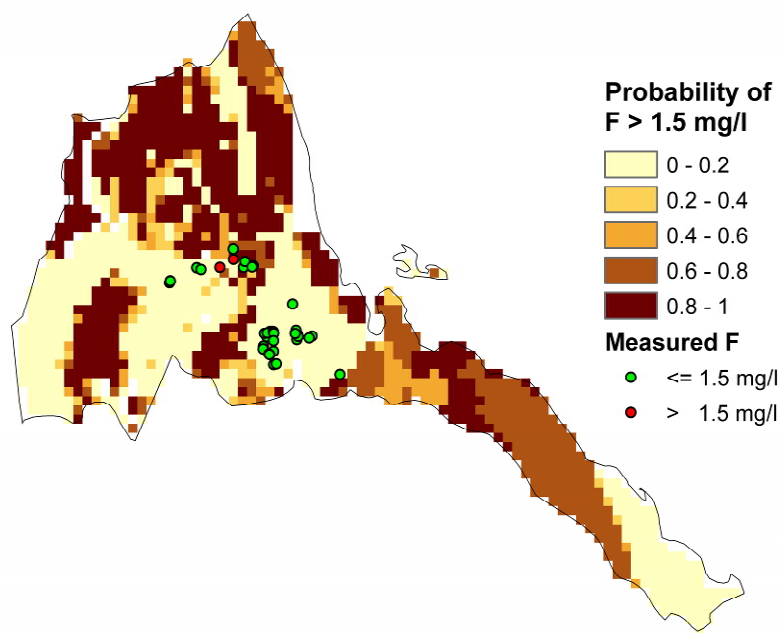 Probability of
F > 1.5 mg/l
0 - 0.2
0.2 - 0.4
0.4 - 0.6
0.6 - 0.8
0.8 - 1
Measured F
<= 1.5 mg/l
> 1.5 mg/l